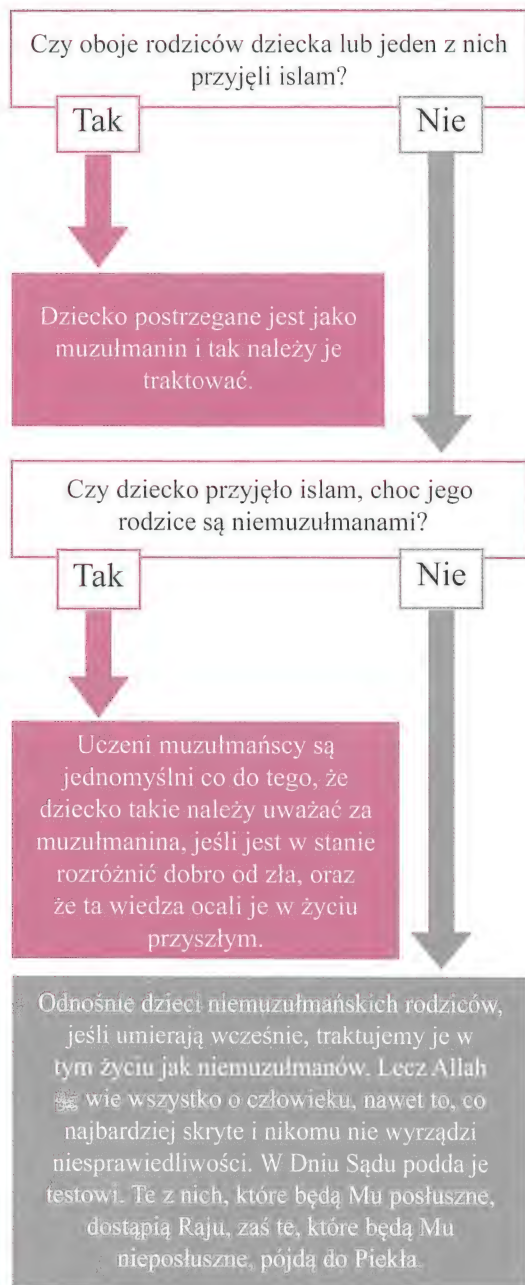 Czy oboje rodziców dziecka lub jeden z nich
przyjęli islam?
Tak
Nie
Dziecko postrzegane jest jako
muzułmanin i tak należy je
traktować.
Czy dziecko przyjęło islam, choc jego
rodzice są niemuzułmanami?
Tak
Nie
Uczeni muzułmańscy są
jednomyślni co do tego, że
dziecko takie należy uważać za
muzułmanina, jeśli jest w stanie
rozróżnić dobro od zła, oraz
że ta wiedza ocali je w życiu
przyszłym.
Odnośnie dzieci niemuzułmańskich rodziców,
jeśli umierają wcześnie, traktujemy je w
tym życiu jak niemuzułmanów. Lecz Allah
wie wszystko o człowieku, nawet to, co
najbardziej skryte i nikomu nie wyrządzi
niesprawiedliwości. W Dniu Sądu podda je
testowi. Te z nich, które będą Mu posłuszne,
dostąpią Raju, zaś te, które będą Mu
nieposłuszne, pójdą do Piekła.